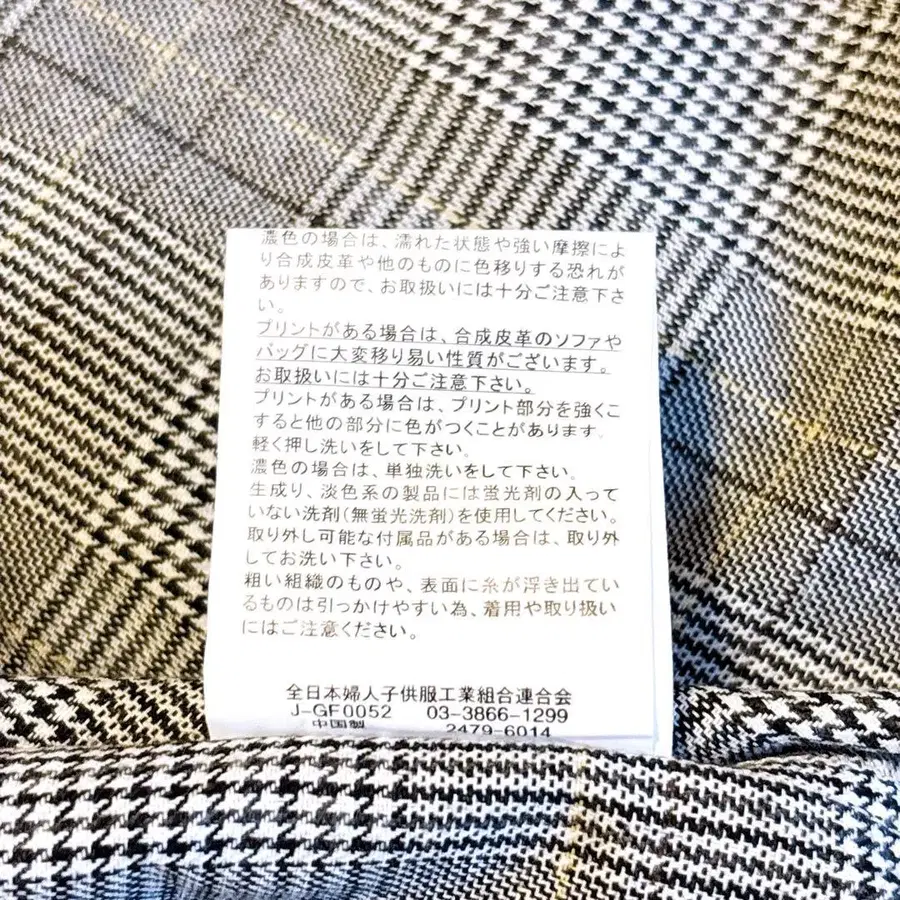 濃色の場合は、濡れた状態や強い摩擦によ
り合成皮革や他のものに色移りする恐れが
ありますので、お取扱いには十分ご注意下さ
い。
プリントがある場合は、合成皮革のソファや
バッグに大変移り易い性質がございます。
お取扱いには十分ご注意下さい。
プリントがある場合は、プリント部分を強くこ
すると他の部分に色がつくことがあります。
軽く押し洗いをして下さい。
濃色の場合は、単独洗いをして下さい。
生成り、淡色系の製品には蛍光剤の入って
いない洗剤(無蛍光洗剤)を使用してください。
取り外し可能な付属品がある場合は、取り外
してお洗い下さい。
粗い組織のものや、表面に糸が浮き出ている
ものは引っかけやすい為、着用や取り扱い
にはご注意ください。
全日本婦人子供服工業組合連合会
J-GF0052 03-3866-1299
中国製 2479-6014